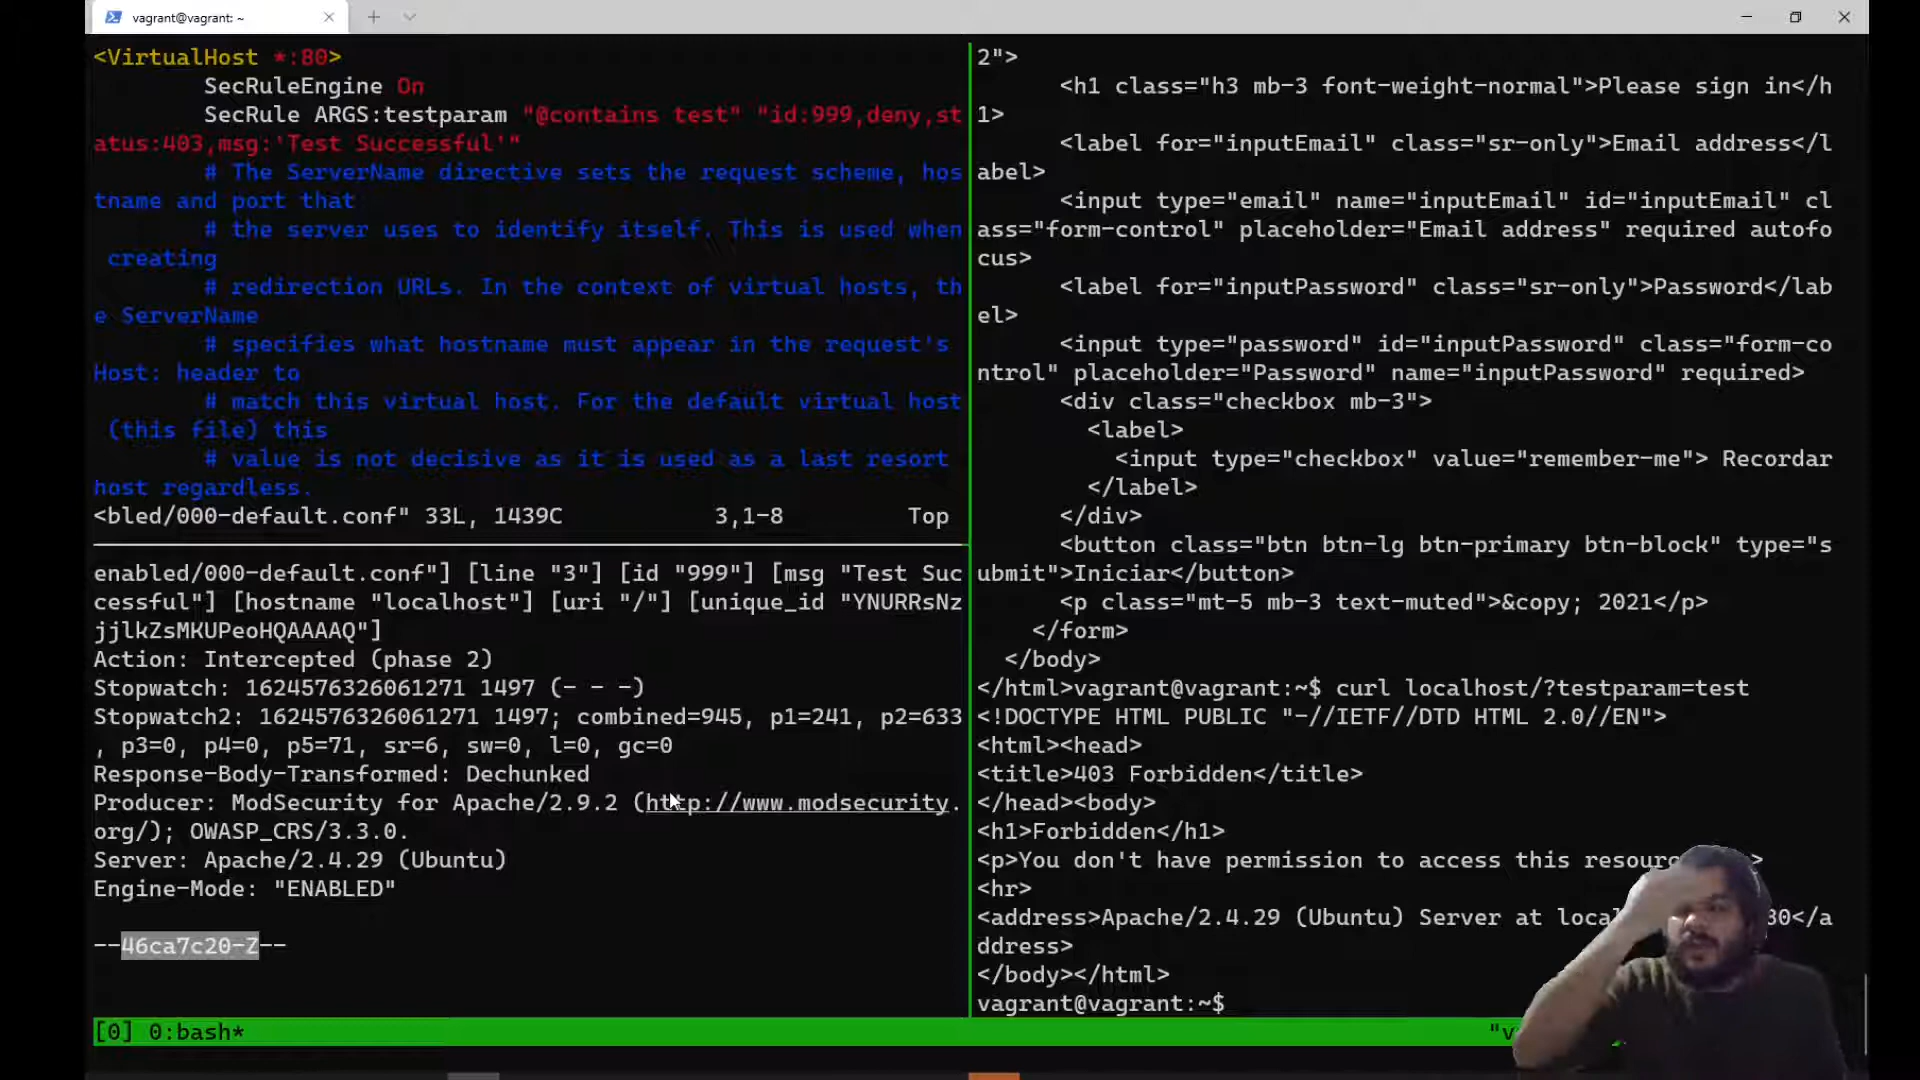 vagrant@vagrant: ~
<VirtualHost *:80>
SecRuleEngine On
SecRule ARGS:testparam "@contains test" "id:999,deny,st
atus:403,msg:'Test Successful'"
# The ServerName directive sets the request scheme, hos
tname and port that
# the server uses to identify itself. This is used when
creating
# redirection URLs. In the context of virtual hosts, th
e ServerName
# specifies what hostname must appear in the request's
Host: header to
# match this virtual host. For the default virtual host
(this file) this
# value is not decisive as it is used as a last resort
host regardless.
<bled/000-default.conf" 33L, 1439C 3,1-8 Top
enabled/000-default.conf"] [line "3"] [id "999"] [msg "Test Suc
cessful"] [hostname "localhost"] [uri "/"] [unique_id "YNURRsNz
jjlkZsMKUPeoHQAAAAQ"]
Action: Intercepted (phase 2)
Stopwatch: 1624576326061271 1497 (- - -)
Stopwatch2: 1624576326061271 1497; combined=945, p1=241, p2=633
, p3=0, p4=0, p5=71, sr=6, sw=0, l=0, gc=0
Response-Body-Transformed: Dechunked
Producer: ModSecurity for Apache/2.9.2 (http://www.modsecurity.
org/); OWASP_CRS/3.3.0.
Server: Apache/2.4.29 (Ubuntu)
Engine-Mode: "ENABLED"
--46ca7c20-Z--
2">
<h1 class="h3 mb-3 font-weight-normal">Please sign in</h
1>
<label for="inputEmail" class="sr-only">Email address</l
abel>
<input type="email" name="inputEmail" id="inputEmail" cl
ass="form-control" placeholder="Email address" required autofo
cus>
<label for="inputPassword" class="sr-only">Password</lab
el>
<input type="password" id="inputPassword" class="form-co
ntrol" placeholder="Password" name="inputPassword" required>
<div class="checkbox mb-3">
<label>
<input type="checkbox" value="remember-me"> Recordar
</label>
</div>
<button class="btn btn-lg btn-primary btn-block" type="s
ubmit">Iniciar</button>
<p class="mt-5 mb-3 text-muted">&copy; 2021</p>
</form>
</body>
</html>vagrant@vagrant:~$ curl localhost/?testparam=test
<!DOCTYPE HTML PUBLIC "-//IETF//DTD HTML 2.0//EN">
<html><head>
<title>403 Forbidden</title>
</head><body>
<h1>Forbidden</h1>
<p>You don't have permission to access this
<hr>
<address>Apache/2.4.29 (Ubuntu) Server at </a
ddress>
</body></html>
vagrant@vagrant:~$
[0] 0:bash*